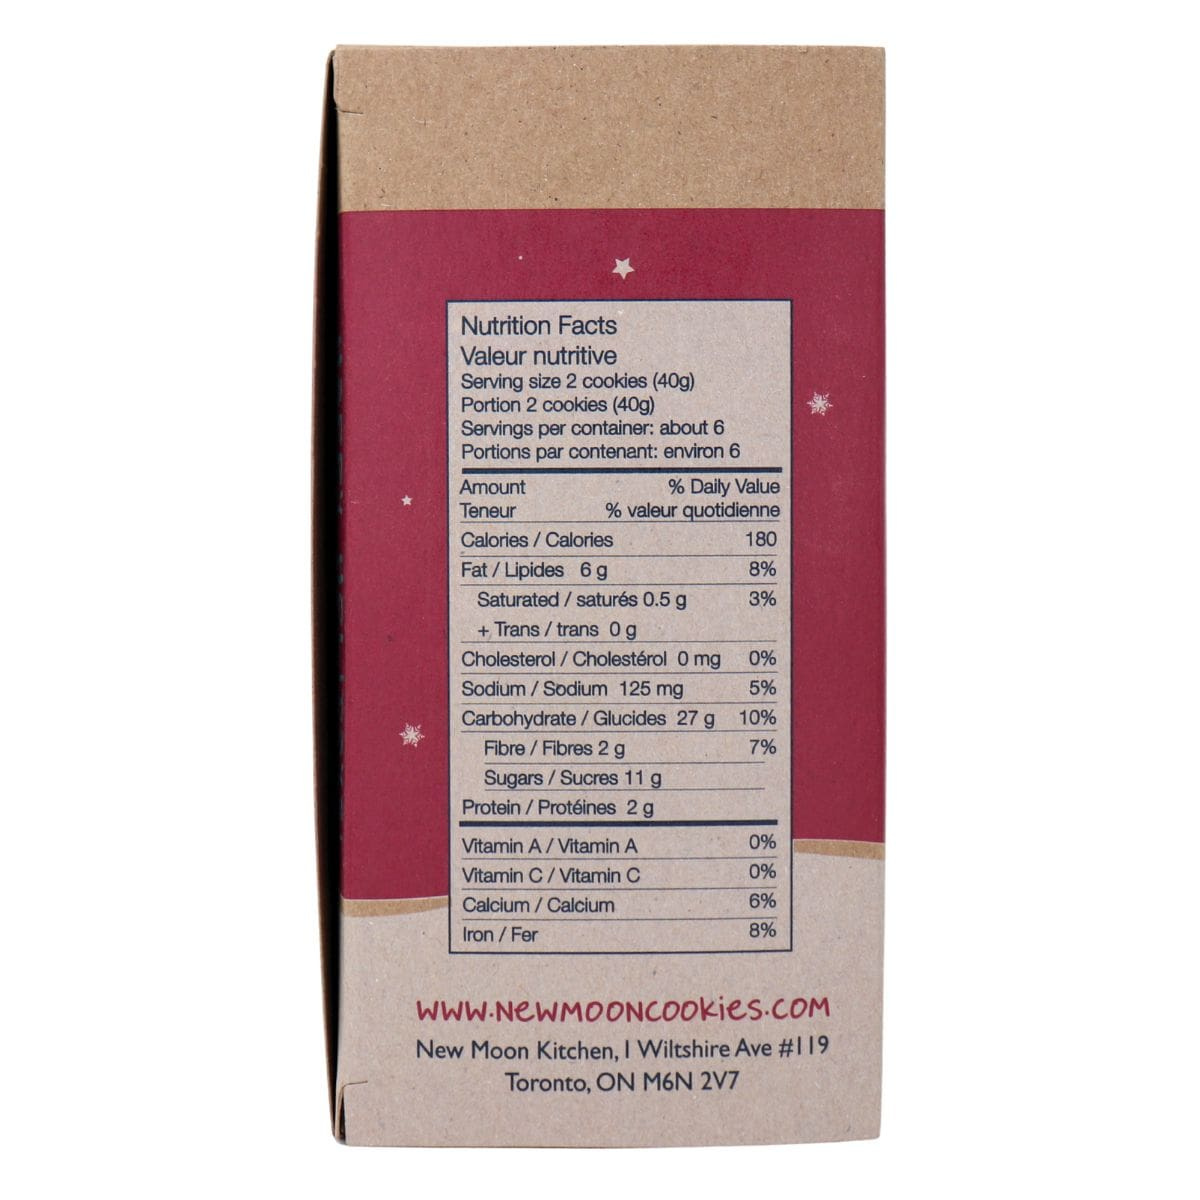 Nutrition Facts
Valeur nutritive
Serving size 2 cookies (40g)
Portion 2 cookies (40g)
Servings per container: about 6
Portions par contenant: environ 6
Amount % Daily Value
Teneur % valeur quotidienne
Calories / Calories 180
Fat / Lipides 6 g 8%
Saturated / saturés 0.5 g 3%
+ Trans / trans 0 g
Cholesterol / Cholestérol 0 mg 0%
Sodium / Sodium 125 mg 5%
Carbohydrate / Glucides 27 g 10%
Fibre / Fibres 2 g 7%
Sugars / Sucres 11 g
Protein / Protéines 2 g
Vitamin A / Vitamin A 0%
Vitamin C / Vitamin C 0%
Calcium / Calcium 6%
Iron / Fer 8%
WWW.NEWMOONCOOKIES.COM
New Moon Kitchen, 1 Wiltshire Ave #119
Toronto, ON M6N 2V7